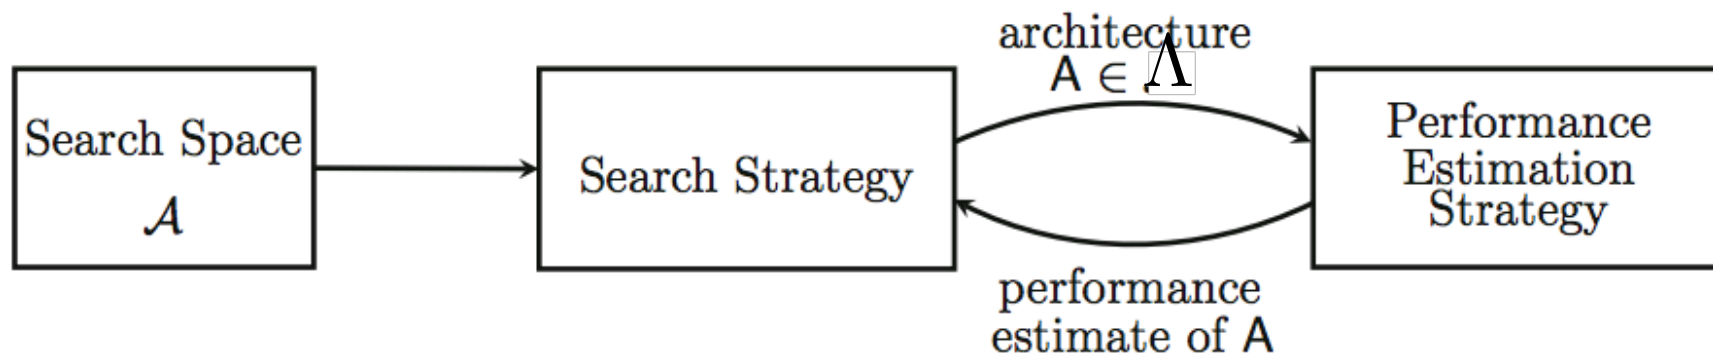 Search Space
𝒜
Search Strategy
architecture
A ∈ Λ
performance
estimate of A
Performance
Estimation
Strategy